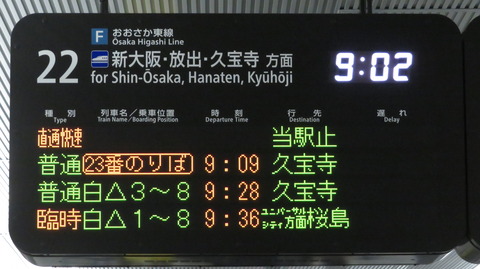 F おおさか東線
Osaka Higashi Line
22 新大阪・放出・久宝寺 方面
for Shin-Ōsaka, Hanaten, Kyūhōji
9:02
種 別 列車名／乗車位置 時 刻 行 先 遅 れ
Type Train Name/Boarding Position Departure Time Destination Delay
直通快速 当駅止
普通 23番のりば 9:09 久宝寺
普通 白△3～8 9:28 久宝寺
臨時 白△1～8 9:36 ユニバーサルシティ方面桜島